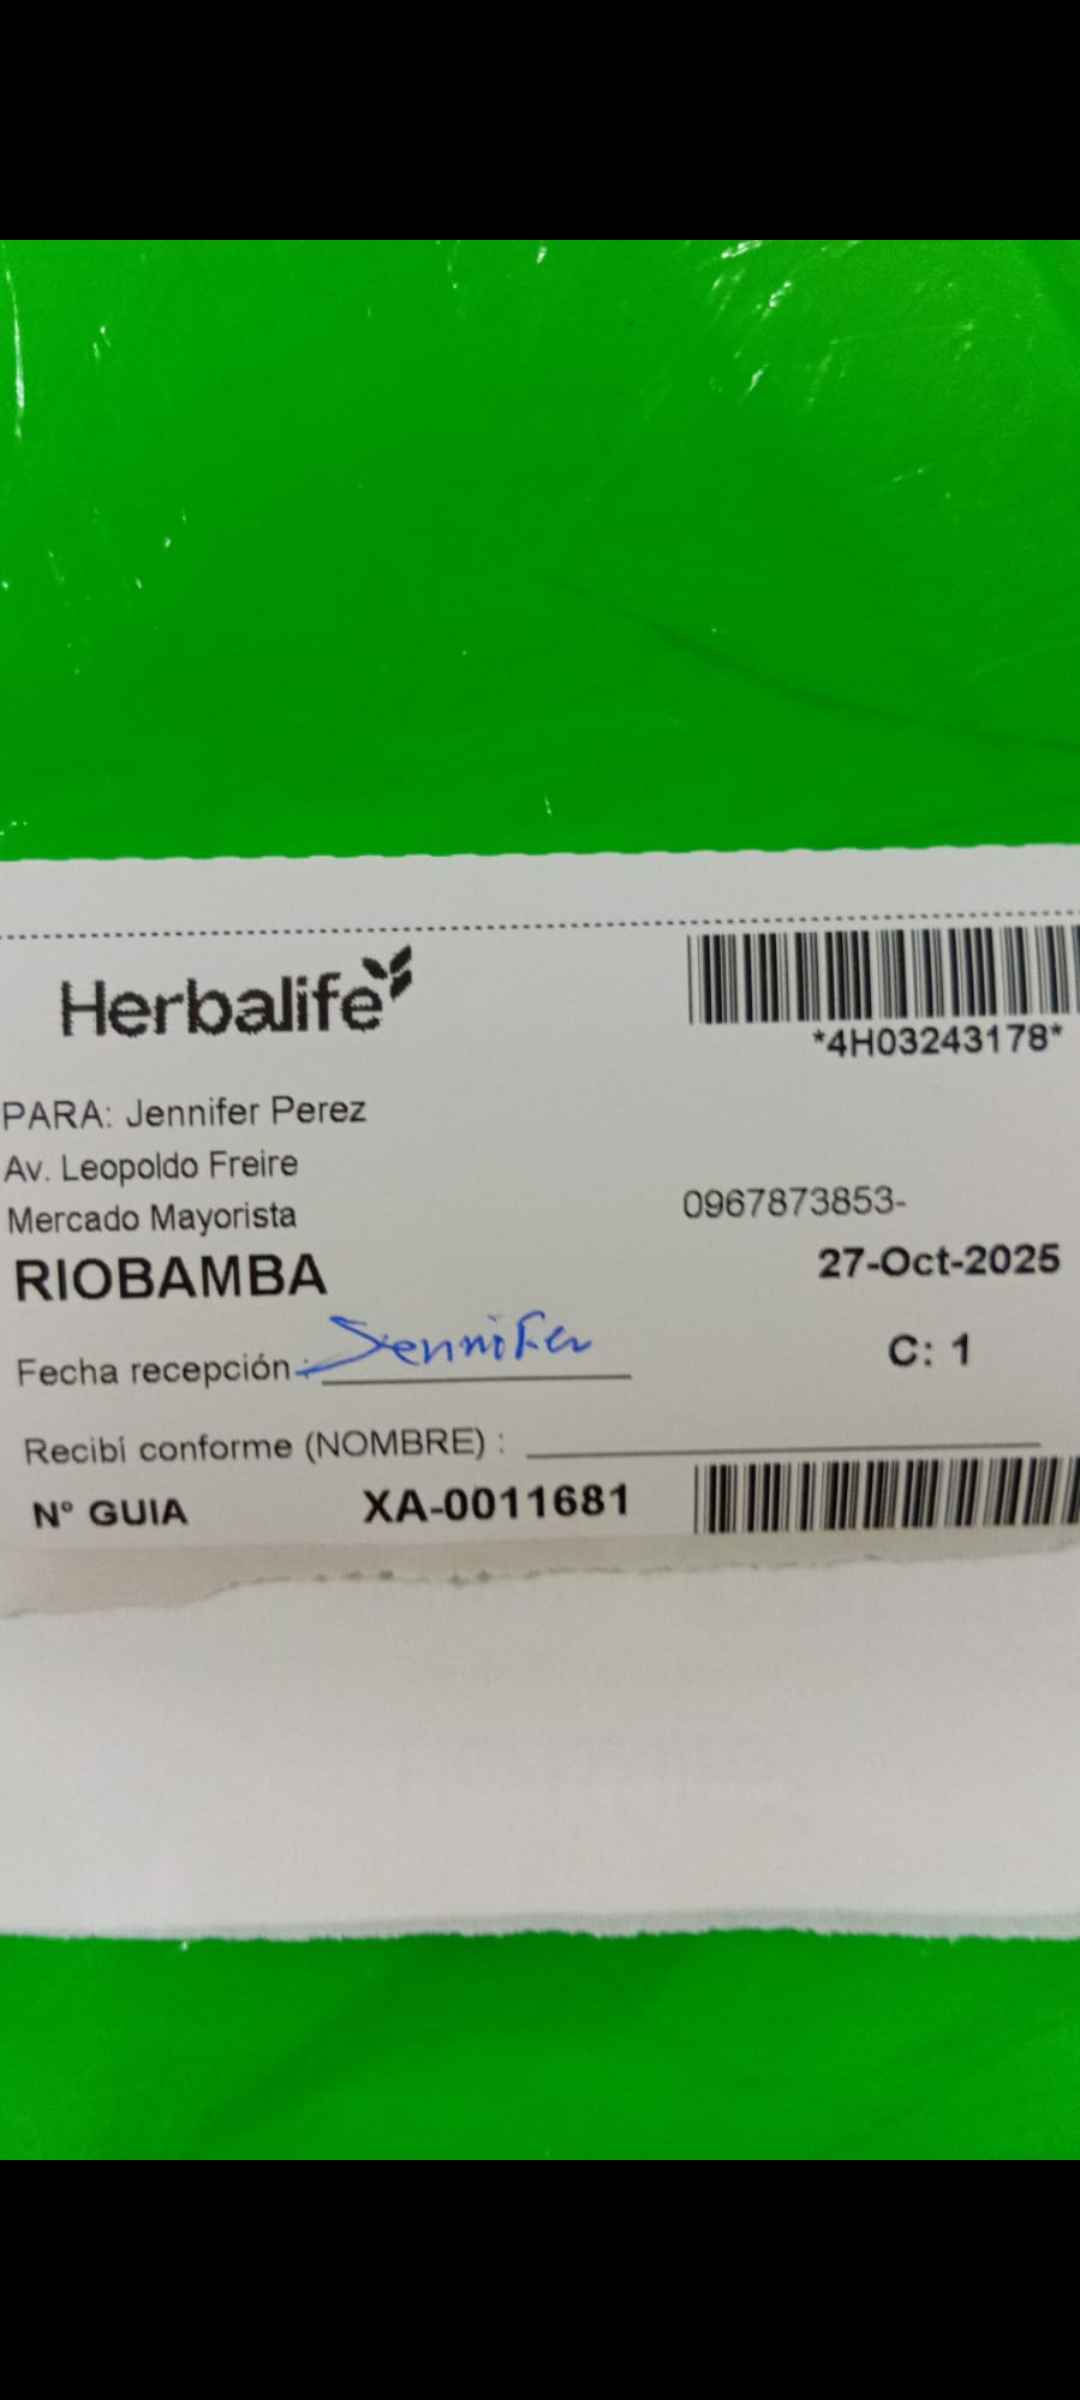 Herbalife
*4H03243178*
PARA: Jennifer Perez
Av. Leopoldo Freire
Mercado Mayorista
0967873853-
RIOBAMBA
27-Oct-2025
Fecha recepción: Jennifer
C: 1
Recibí conforme (NOMBRE) :
N° GUIA XA-0011681